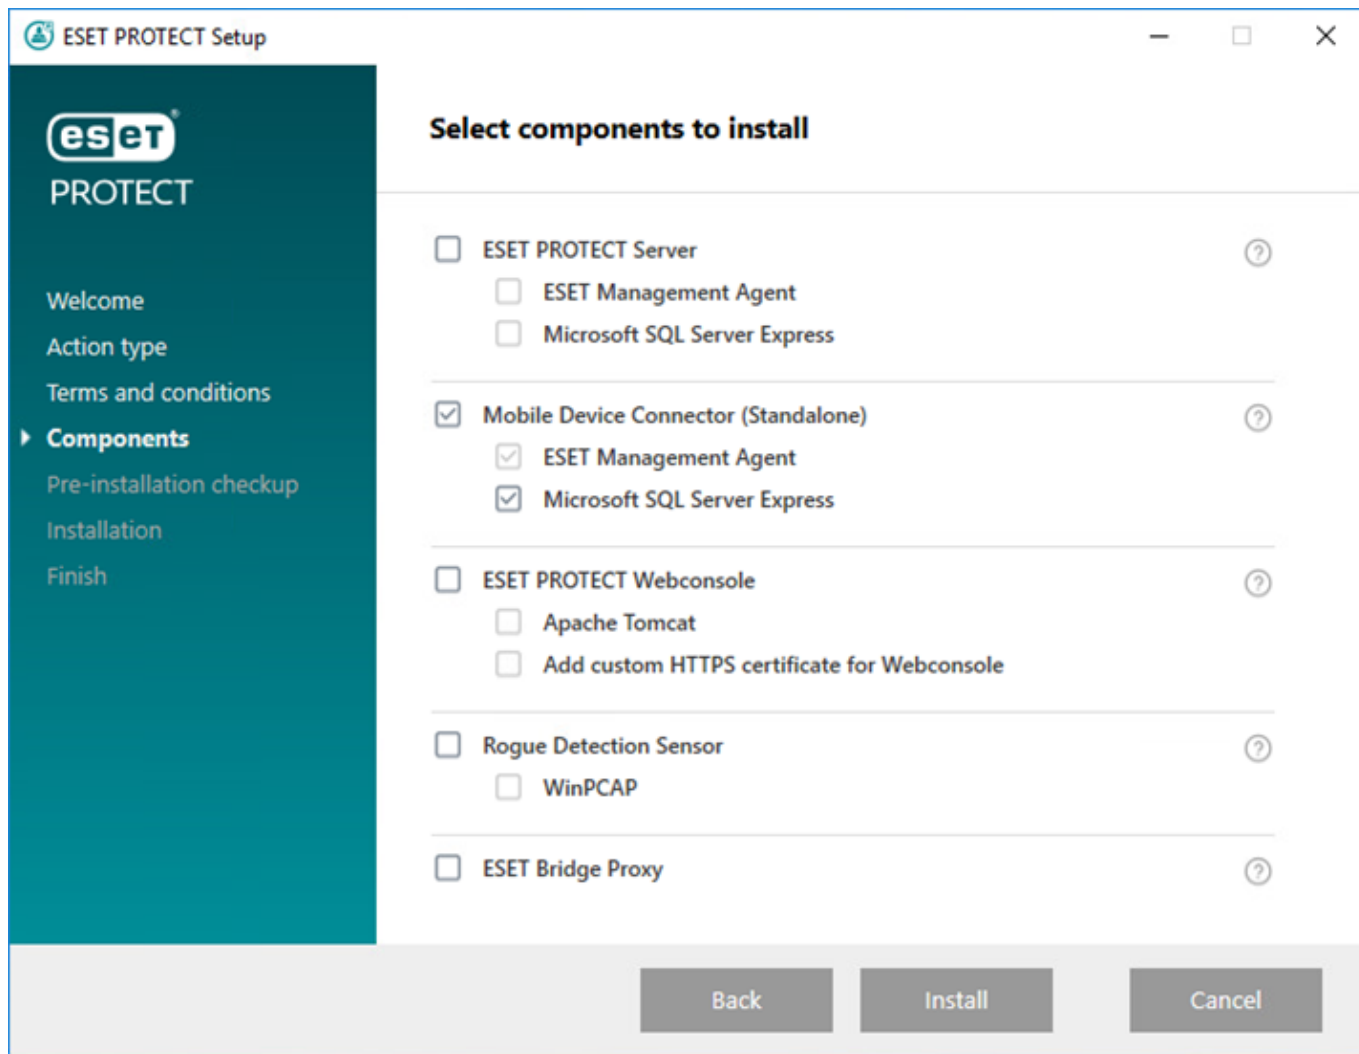 ESET PROTECT Setup
eseT®
PROTECT
Welcome
Action type
Terms and conditions
Components
Pre-installation checkup
Installation
Finish
Select components to install
ESET PROTECT Server
ESET Management Agent
Microsoft SQL Server Express
Mobile Device Connector (Standalone)
ESET Management Agent
Microsoft SQL Server Express
ESET PROTECT Webconsole
Apache Tomcat
Add custom HTTPS certificate for Webconsole
Rogue Detection Sensor
WinPCAP
ESET Bridge Proxy
Back
Install
Cancel